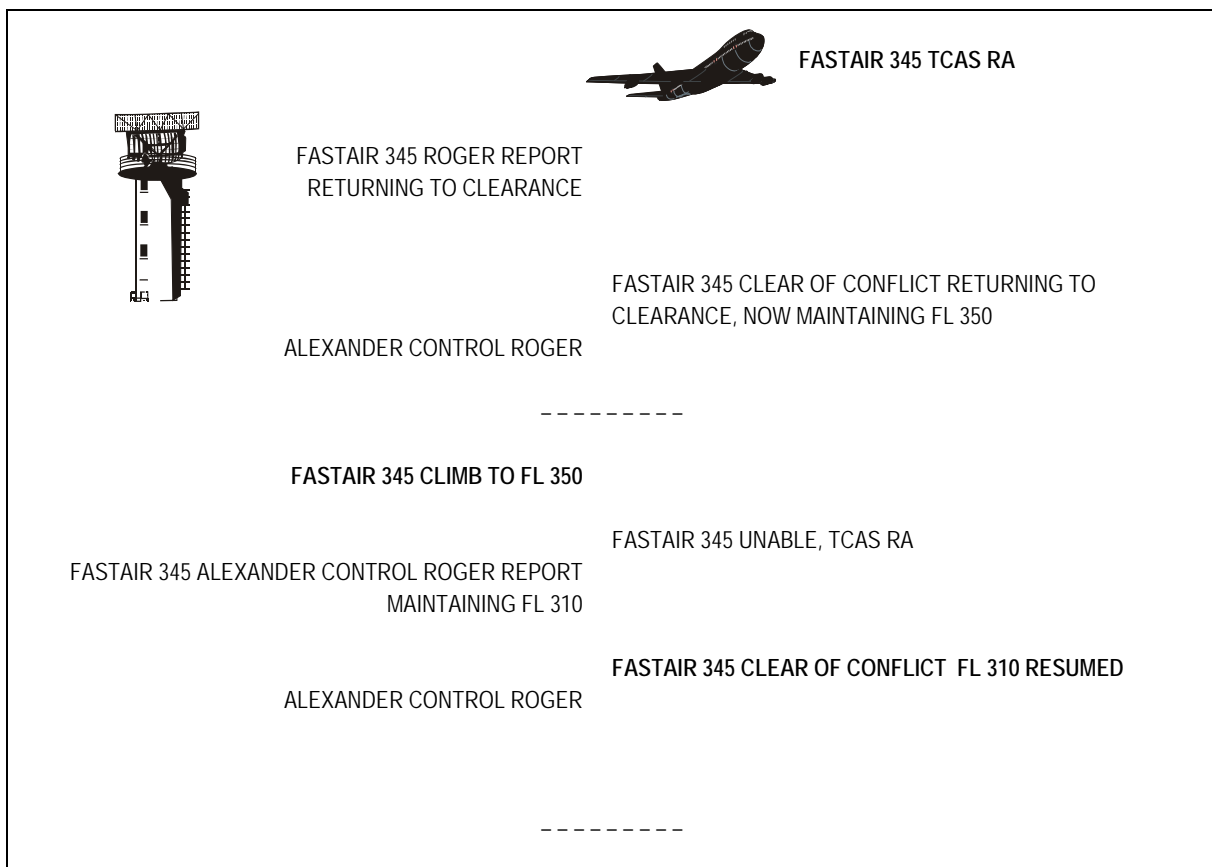 FASTAIR 345 TCAS RA
FASTAIR 345 ROGER REPORT
RETURNING TO CLEARANCE
FASTAIR 345 CLEAR OF CONFLICT RETURNING TO
CLEARANCE, NOW MAINTAINING FL 350
ALEXANDER CONTROL ROGER
_ _ _ _ _ _ _ _ _
FASTAIR 345 CLIMB TO FL 350
FASTAIR 345 UNABLE, TCAS RA
FASTAIR 345 ALEXANDER CONTROL ROGER REPORT
MAINTAINING FL 310
FASTAIR 345 CLEAR OF CONFLICT  FL 310 RESUMED
ALEXANDER CONTROL ROGER
_ _ _ _ _ _ _ _ _